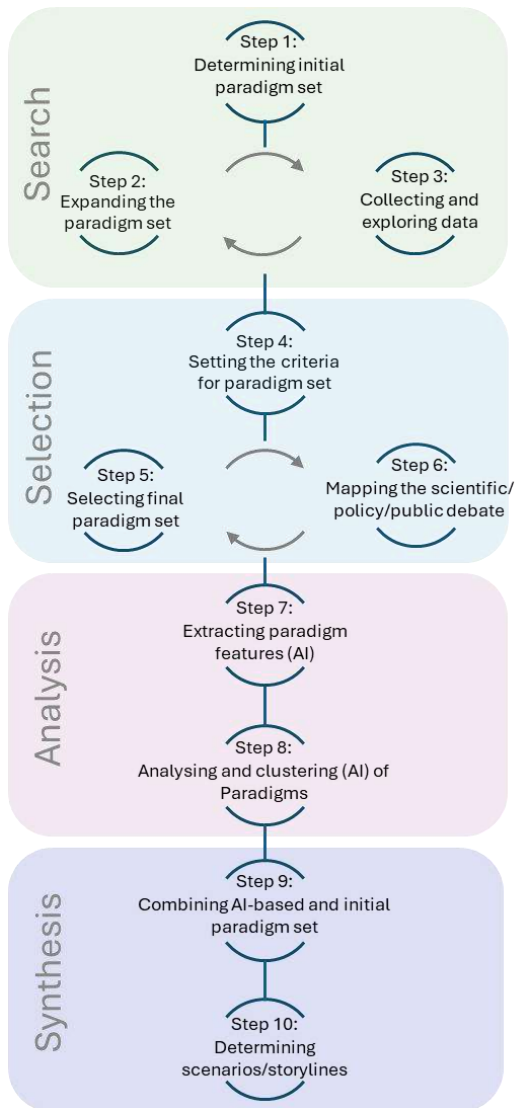 Search
Step 1:
Determining initial
paradigm set
Step 2:
Expanding the
paradigm set
Step 3:
Collecting and
exploring data
Selection
Step 4:
Setting the criteria
for paradigm set
Step 5:
Selecting final
paradigm set
Step 6:
Mapping the scientific/
policy/public debate
Analysis
Step 7:
Extracting paradigm
features (AI)
Step 8:
Analysing and clustering (AI) of
Paradigms
Synthesis
Step 9:
Combining AI-based and initial
paradigm set
Step 10:
Determining
scenarios/storylines